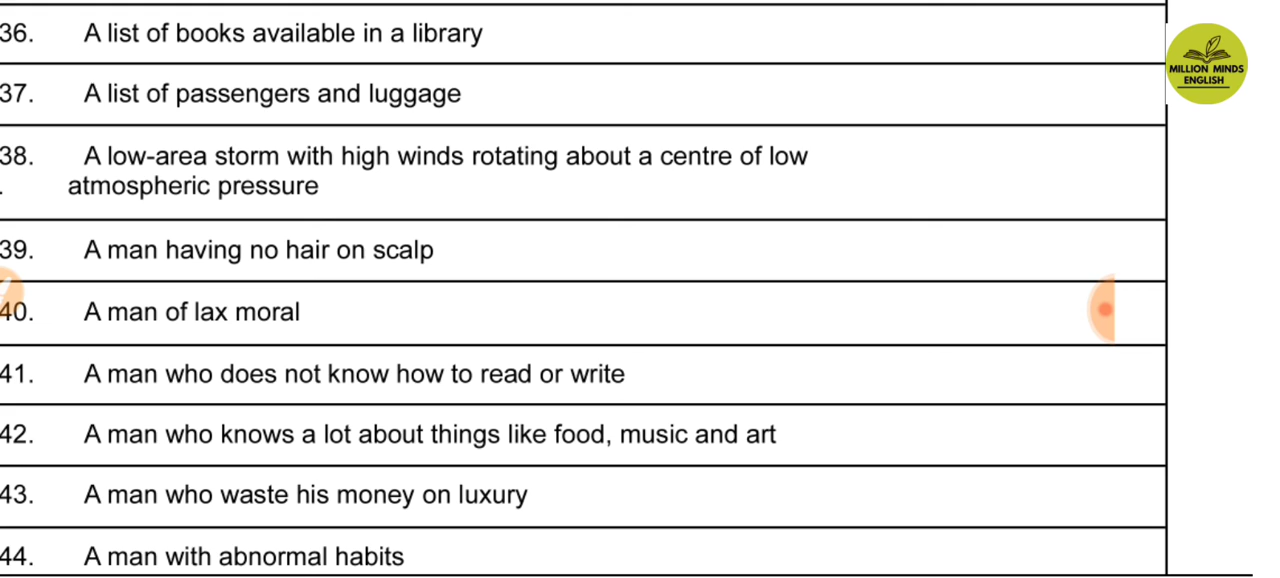 36. A list of books available in a library
MILLION MINDS
ENGLISH
37. A list of passengers and luggage
38. A low-area storm with high winds rotating about a centre of low
. atmospheric pressure
39. A man having no hair on scalp
40. A man of lax moral
41. A man who does not know how to read or write
42. A man who knows a lot about things like food, music and art
43. A man who waste his money on luxury
44. A man with abnormal habits